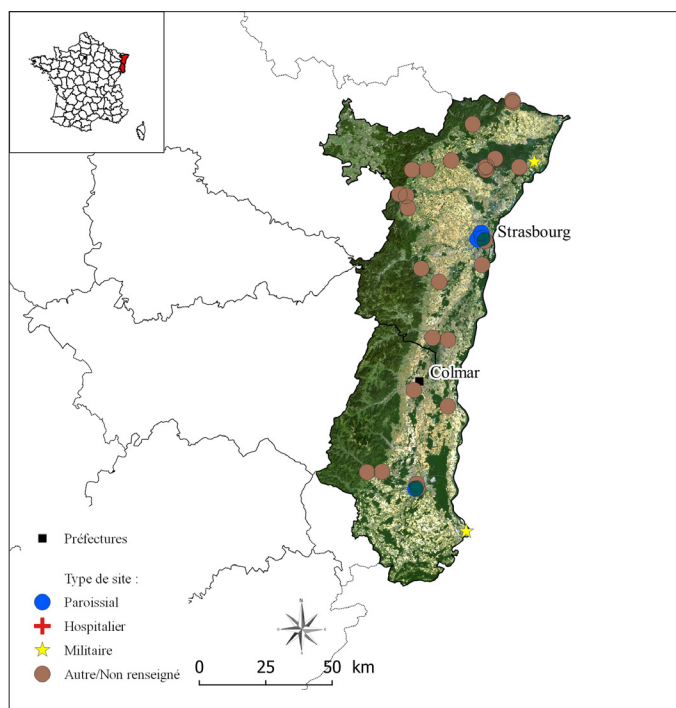 Strasbourg
Colmar
Préfectures
Type de site :
Paroissial
Hospitalier
Militaire
Autre/Non renseigné
N
0 25 50 km